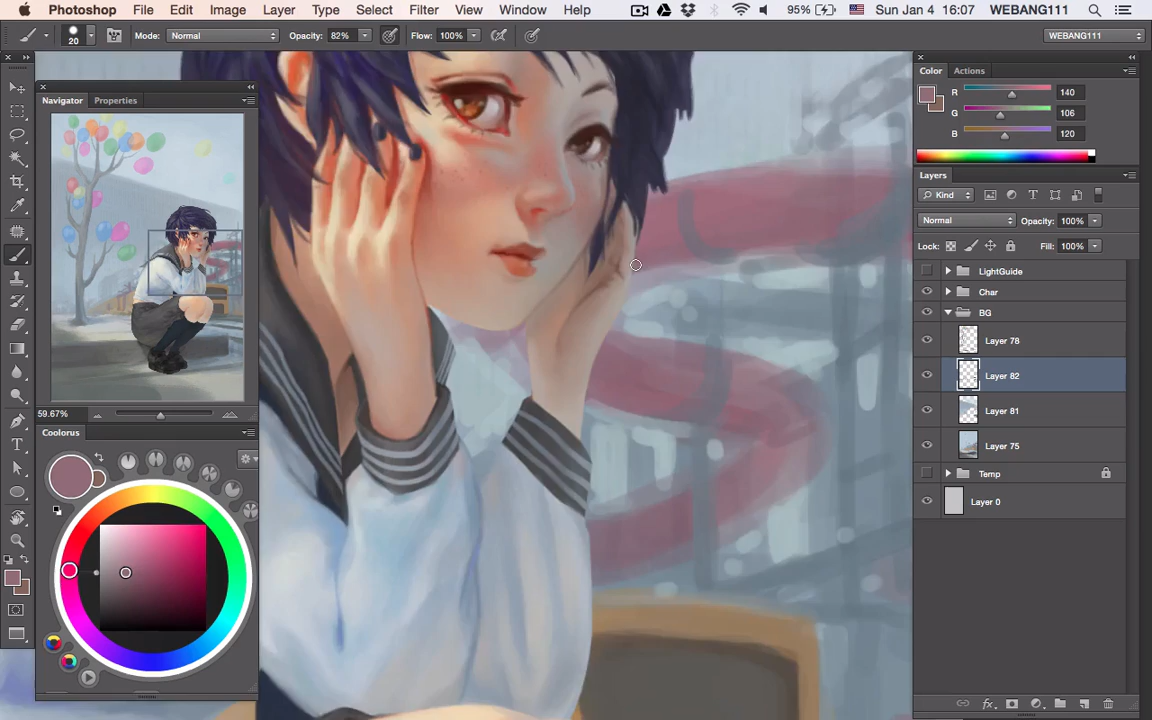 Photoshop File Edit Image Layer Type Select Filter View Window Help 95% Sun Jan 4 16:07 WEBANG111
20 Mode: Normal Opacity: 82% Flow: 100% WEBANG111
Navigator Properties
59.67%
Coolorus
Color Actions
R 140
G 106
B 120
Layers
Kind
Normal Opacity: 100%
Lock: Fill: 100%
LightGuide
Char
BG
Layer 78
Layer 82
Layer 81
Layer 75
Temp
Layer 0
fx